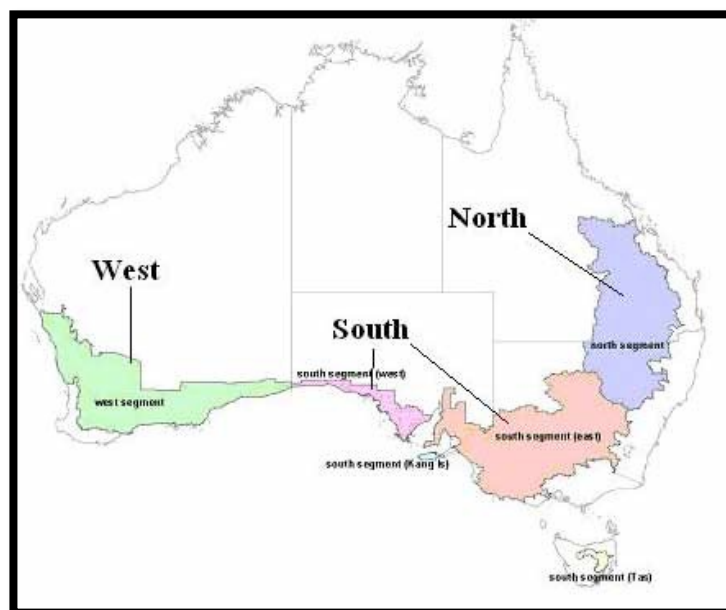 North
West
South
north segment
south segment (west)
west segment
south segment (east)
south segment (Kang Is)
south segment (Tas)